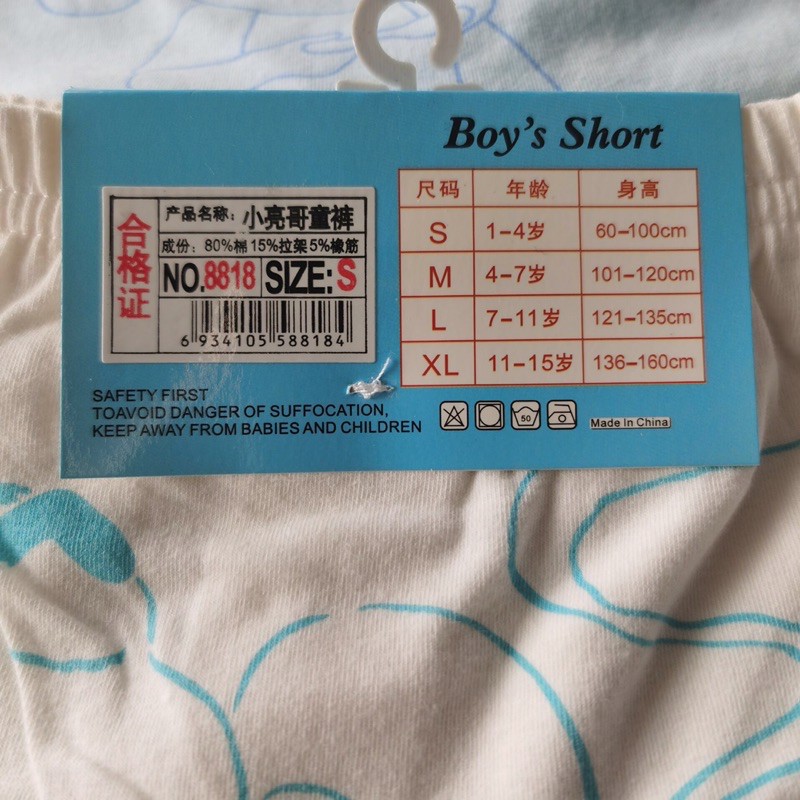 Boy's Short
合格证
产品名称：小亮哥童裤
成份：80%棉15%拉架5%橡筋
NO.8818 SIZE:S
6 934105 588184
尺码 年龄 身高
S 1-4岁 60-100cm
M 4-7岁 101-120cm
L 7-11岁 121-135cm
XL 11-15岁 136-160cm
SAFETY FIRST
TOAVOID DANGER OF SUFFOCATION,
KEEP AWAY FROM BABIES AND CHILDREN
50
Made In China